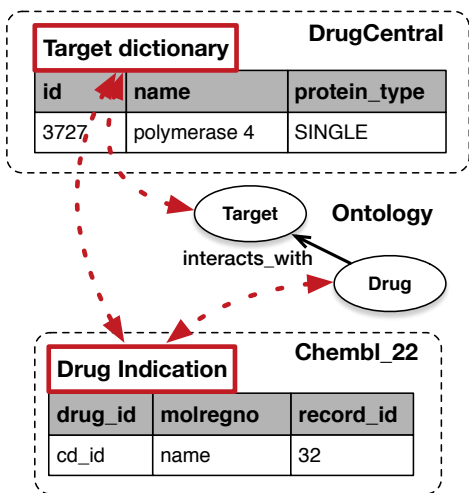 DrugCentral
Target dictionary
id name protein_type
3727 polymerase 4 SINGLE
Target Ontology
interacts_with
Drug
Chembl_22
Drug Indication
drug_id molregno record_id
cd_id name 32